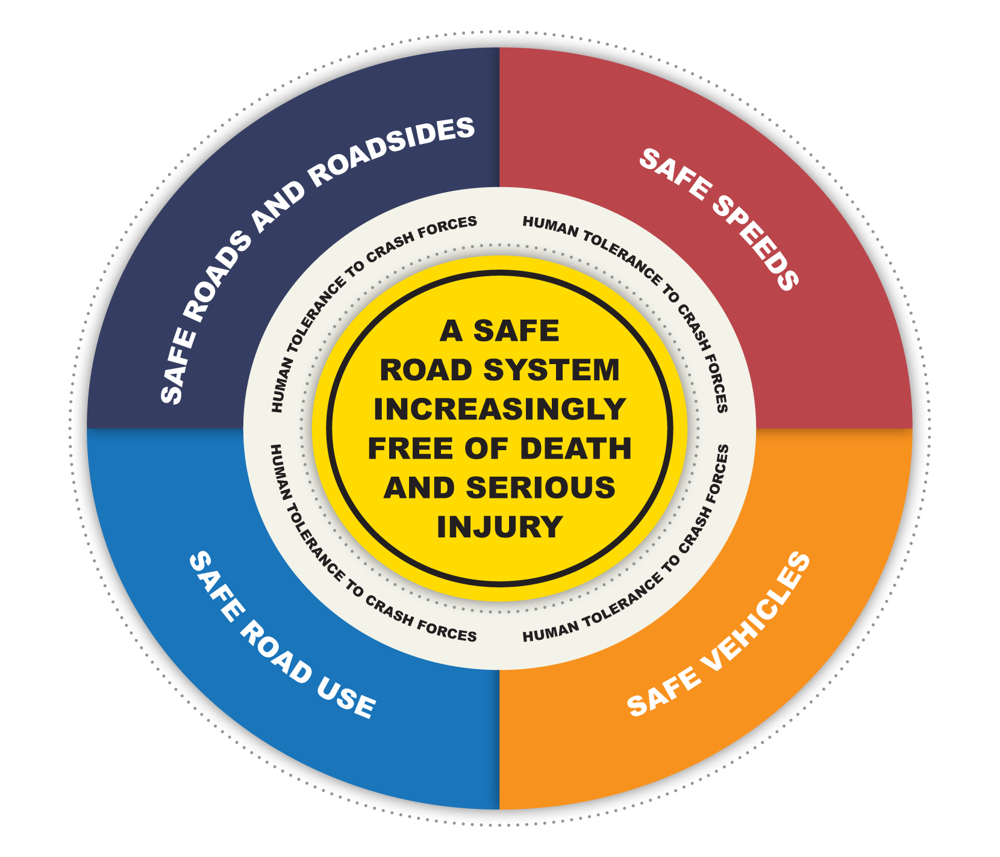 SAFE ROADS AND ROADSIDES
SAFE SPEEDS
HUMAN TOLERANCE TO CRASH FORCES
HUMAN TOLERANCE TO CRASH FORCES
A SAFE
ROAD SYSTEM
INCREASINGLY
FREE OF DEATH
AND SERIOUS
INJURY
HUMAN TOLERANCE TO CRASH FORCES
HUMAN TOLERANCE TO CRASH FORCES
SAFE ROAD USE
SAFE VEHICLES